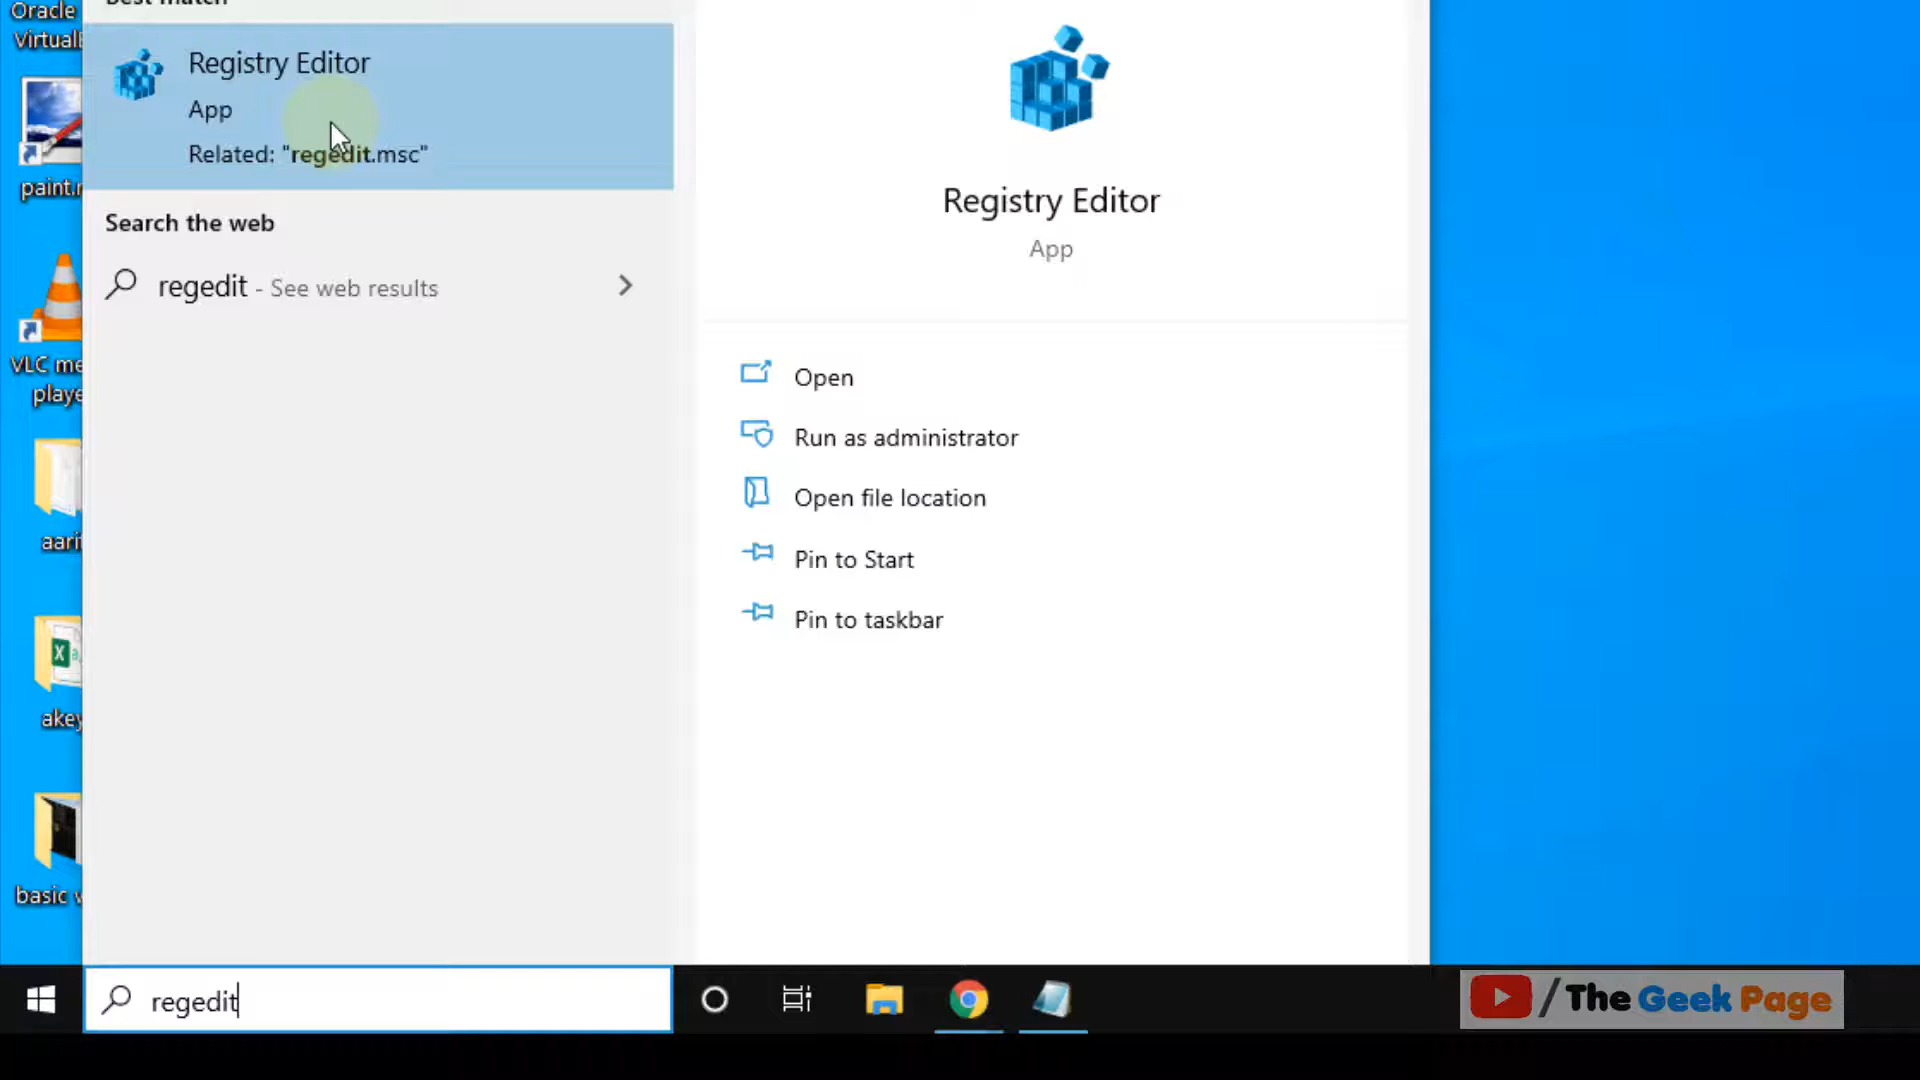 Oracle
Best match
Registry Editor
App
Related: "regedit.msc"
Search the web
regedit - See web results
paint.
VLC me
playe
aari
akey
basic
Registry Editor
App
Open
Run as administrator
Open file location
Pin to Start
Pin to taskbar
regedit
/The Geek Page